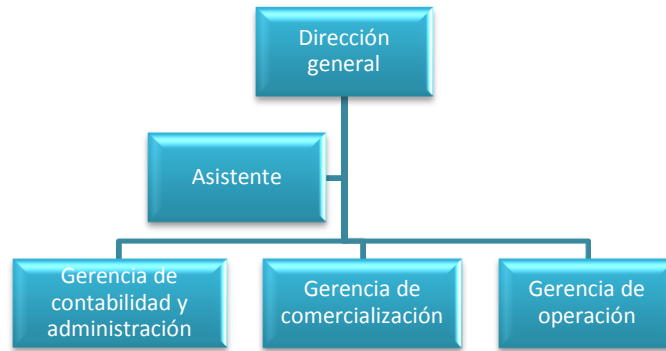 Dirección
general
Asistente
Gerencia de
contabilidad y
administración
Gerencia de
comercialización
Gerencia de
operación